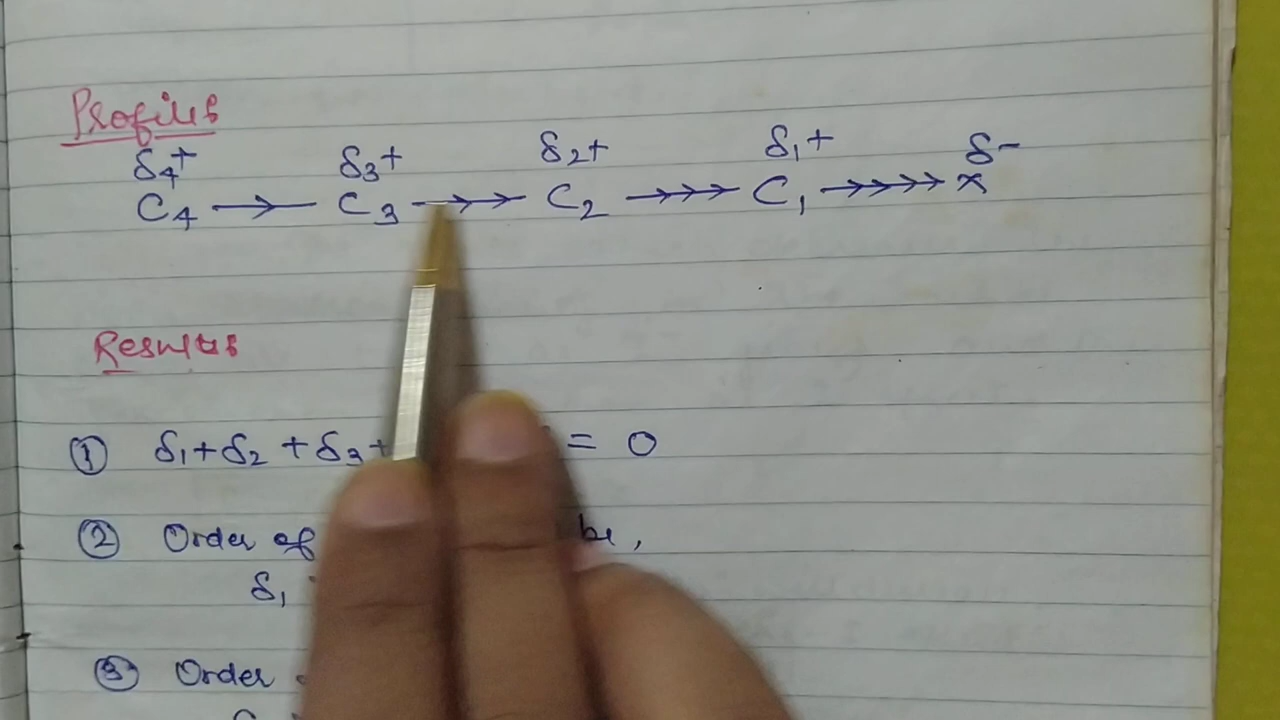 Profiles
δ₄+ δ₃+ δ₂+ δ₁+ δ-
C₄ → C₃ →→ C₂ →→→ C₁ →→→→ x
Results
① δ₁+δ₂ +δ₃+ = 0
② Order of be,
δ₁
③ Order